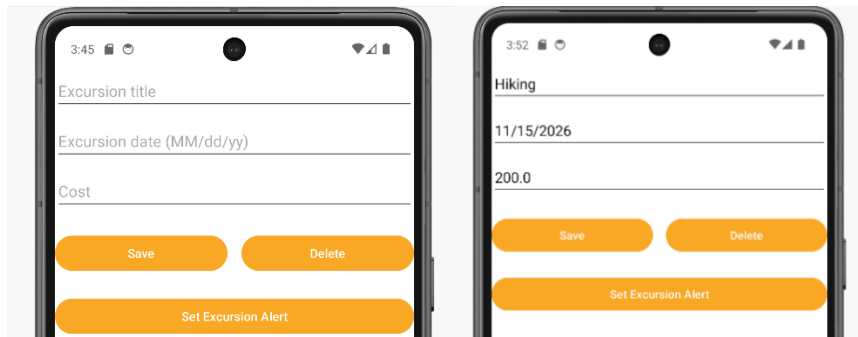 3:45
Excursion title
Excursion date (MM/dd/yy)
Cost
Save
Delete
Set Excursion Alert
3:52
Hiking
11/15/2026
200.0
Save
Delete
Set Excursion Alert